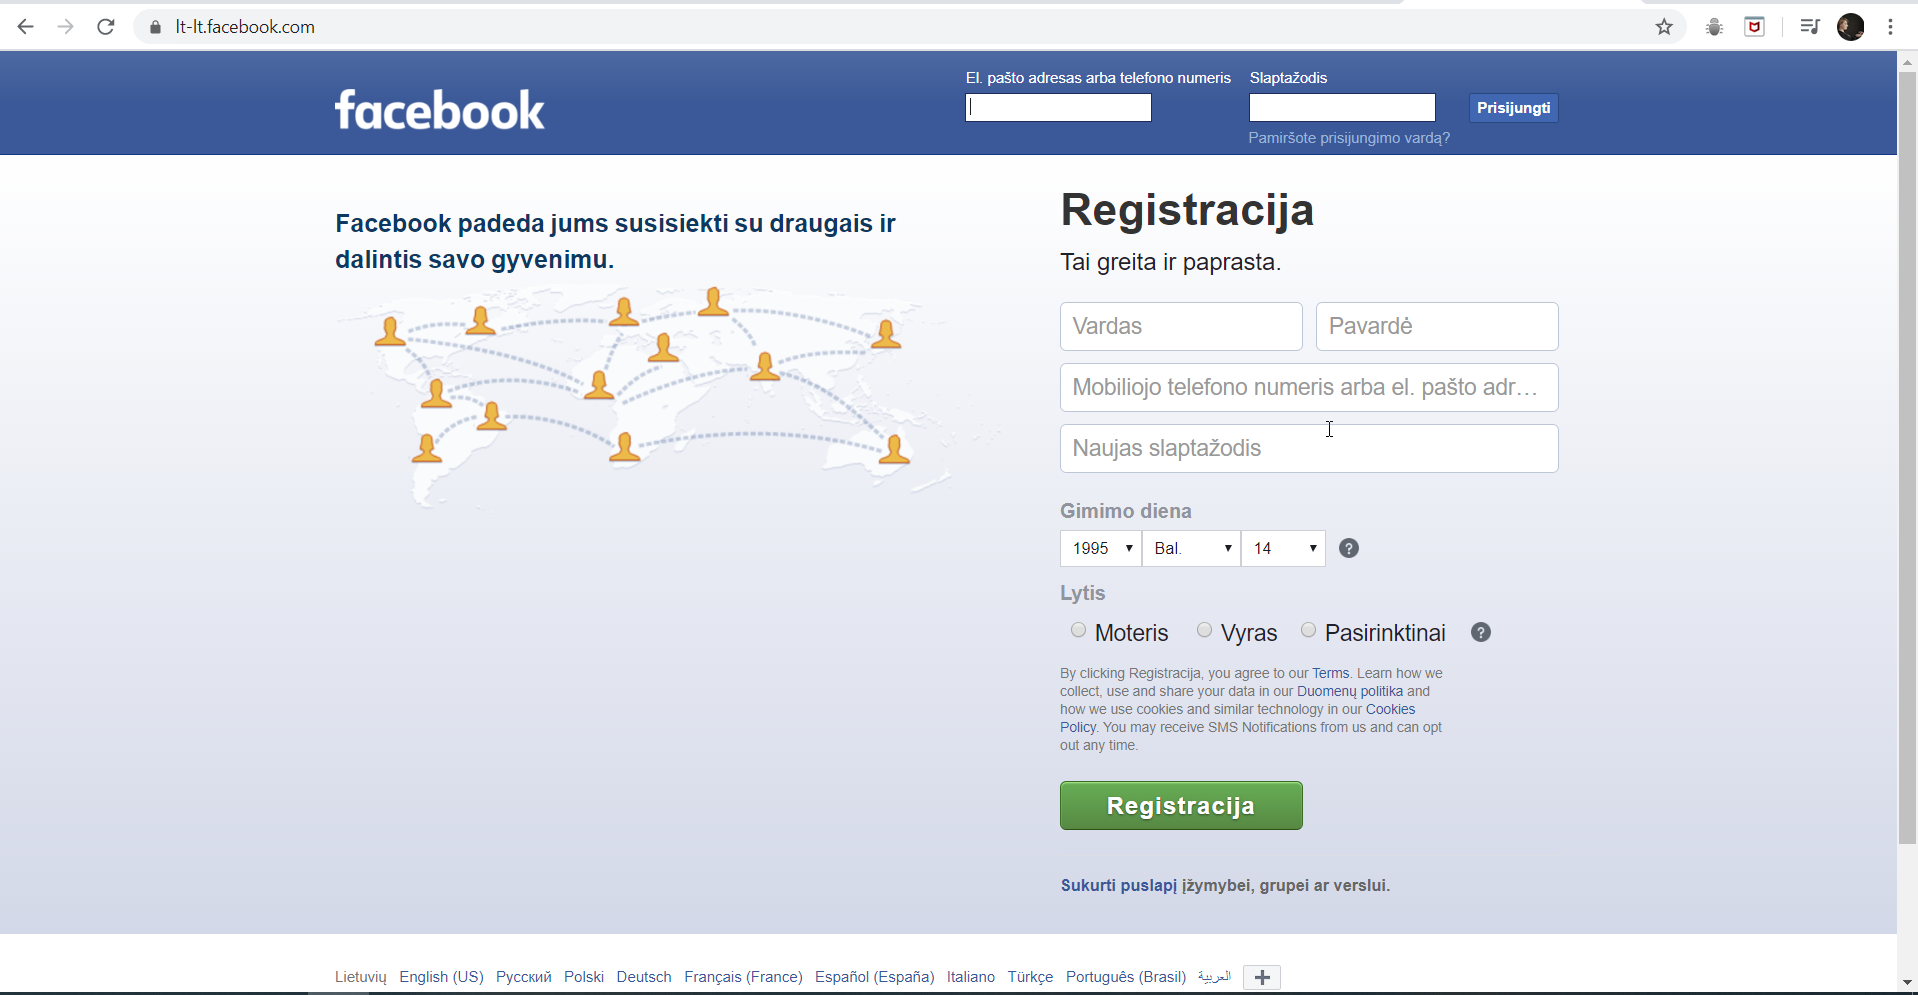 lt-lt.facebook.com
facebook
El. pašto adresas arba telefono numeris
Slaptažodis
Prisijungti
Pamiršote prisijungimo vardą?
Facebook padeda jums susisiekti su draugais ir
dalintis savo gyvenimu.
Registracija
Tai greita ir paprasta.
Vardas
Pavardė
Mobiliojo telefono numeris arba el. pašto adr…
Naujas slaptažodis
Gimimo diena
1995
Bal.
14
?
Lytis
Moteris
Vyras
Pasirinktinai
?
By clicking Registracija, you agree to our Terms. Learn how we
collect, use and share your data in our Duomenų politika and
how we use cookies and similar technology in our Cookies
Policy. You may receive SMS Notifications from us and can opt
out any time.
Registracija
Sukurti puslapį įžymybei, grupei ar verslui.
Lietuvių English (US) Русский Polski Deutsch Français (France) Español (España) Italiano Türkçe Português (Brasil) العربية